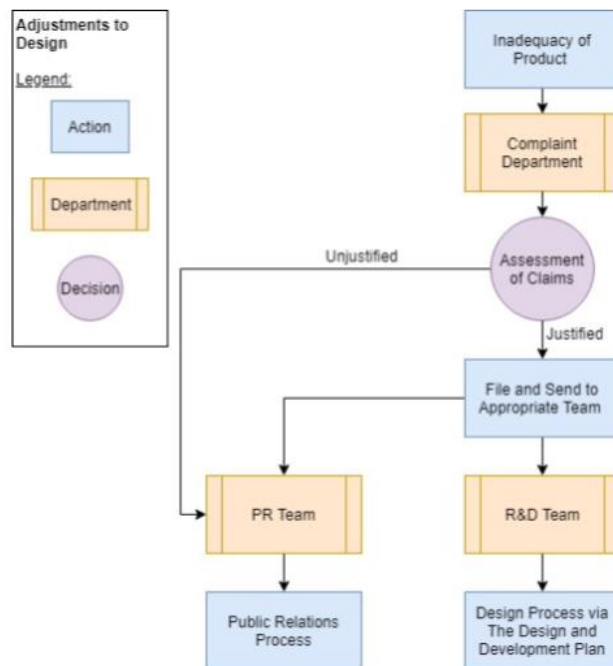 Adjustments to
Design
Legend:
Action
Department
Decision
Inadequacy of
Product
Complaint
Department
Assessment
of Claims
Unjustified
Justified
File and Send to
Appropriate Team
PR Team
R&D Team
Public Relations
Process
Design Process via
The Design and
Development Plan